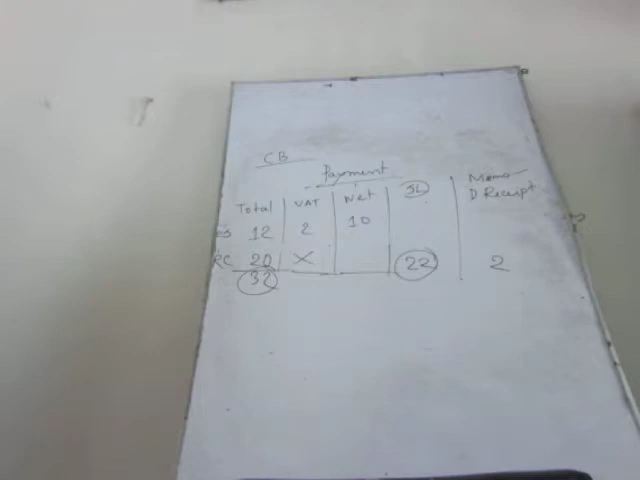 CB
Payment
Total VAT Net SL Memo D Receipt
12 2 10
20 X 22 2
32